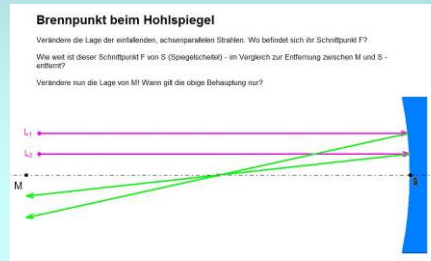 Brennpunkt beim Hohlspiegel
Verändere die Lage der einfallenden, achsenparallelen Strahlen. Wo befindet sich ihr Schnittpunkt F?
Wie weit ist dieser Schnittpunkt F von S (Spiegelscheitel) - im Vergleich zur Entfernung zwischen M und S -
entfernt?
Verändere nun die Lage von M! Wann gilt die obige Behauptung nur?
L₁
L₂
M
S